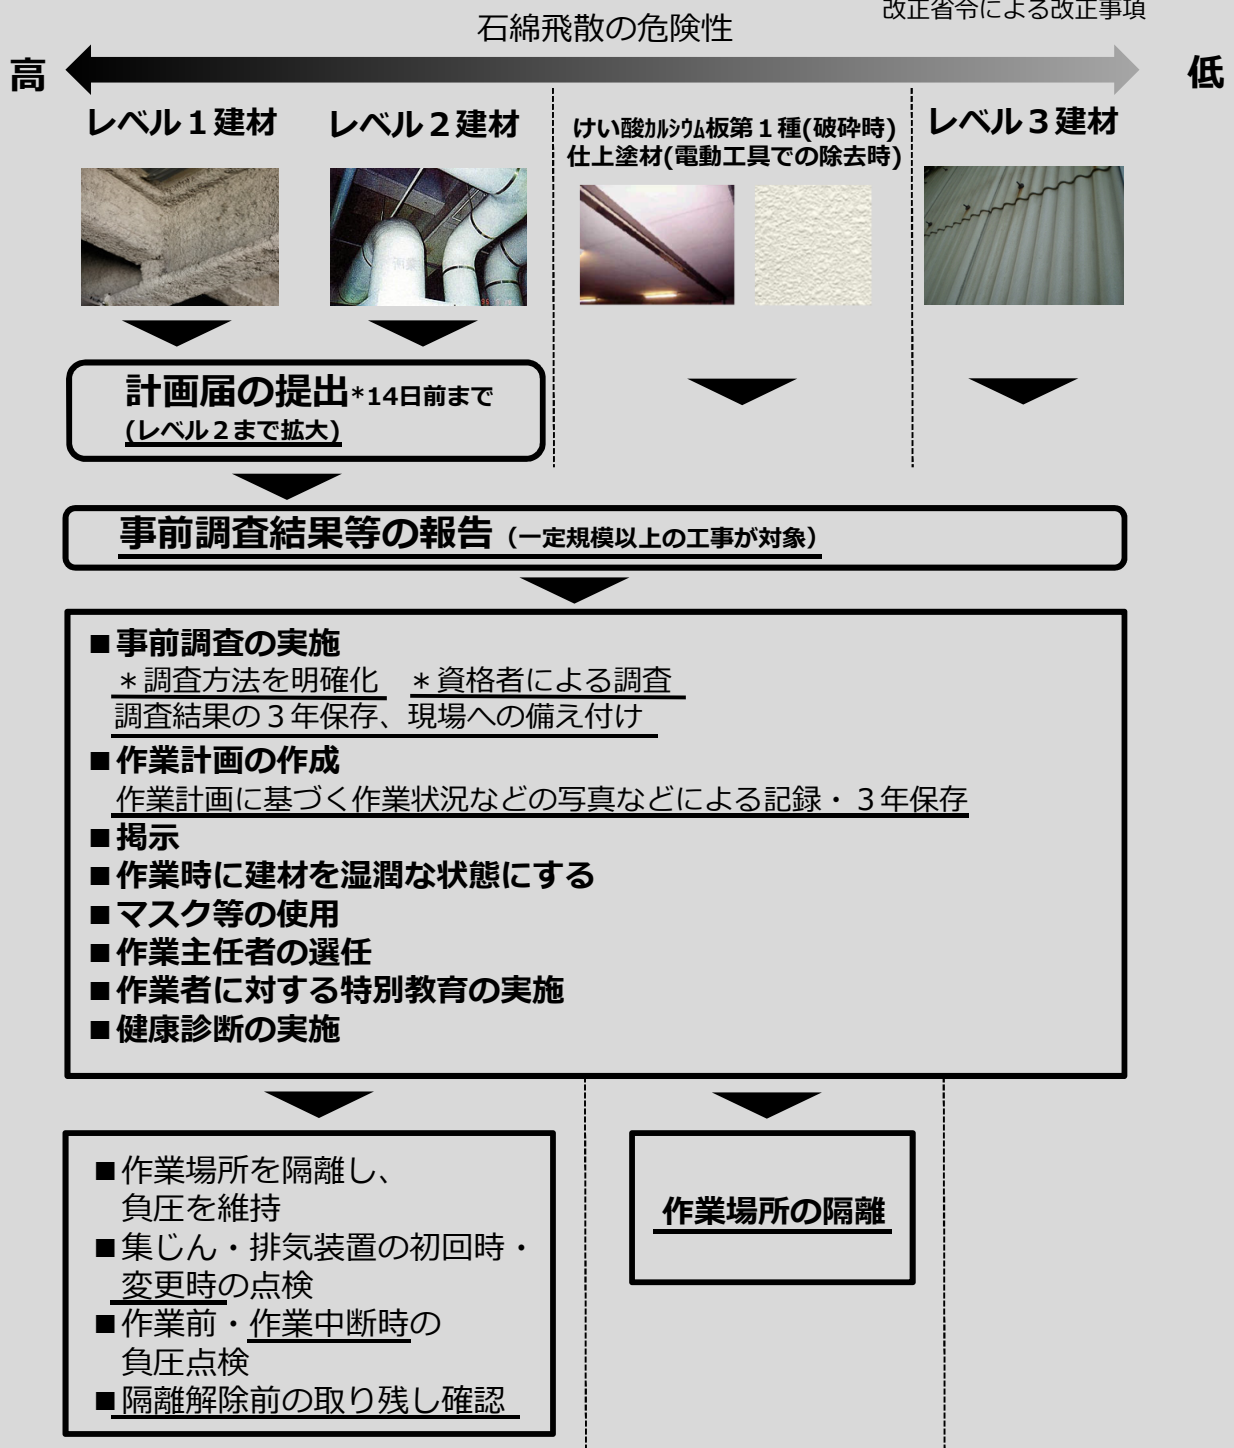 改正省令による改正事項
石綿飛散の危険性
高
低
レベル１建材
レベル２建材
けい酸ｶﾙｼｳﾑ板第１種(破砕時)
仕上塗材(電動工具での除去時)
レベル３建材
計画届の提出*14日前まで
(レベル２まで拡大)
事前調査結果等の報告（一定規模以上の工事が対象）
■事前調査の実施
＊調査方法を明確化　＊資格者による調査
調査結果の３年保存、現場への備え付け
■作業計画の作成
作業計画に基づく作業状況などの写真などによる記録・３年保存
■掲示
■作業時に建材を湿潤な状態にする
■マスク等の使用
■作業主任者の選任
■作業者に対する特別教育の実施
■健康診断の実施
■作業場所を隔離し、
負圧を維持
■集じん・排気装置の初回時・
変更時の点検
■作業前・作業中断時の
負圧点検
■隔離解除前の取り残し確認
作業場所の隔離